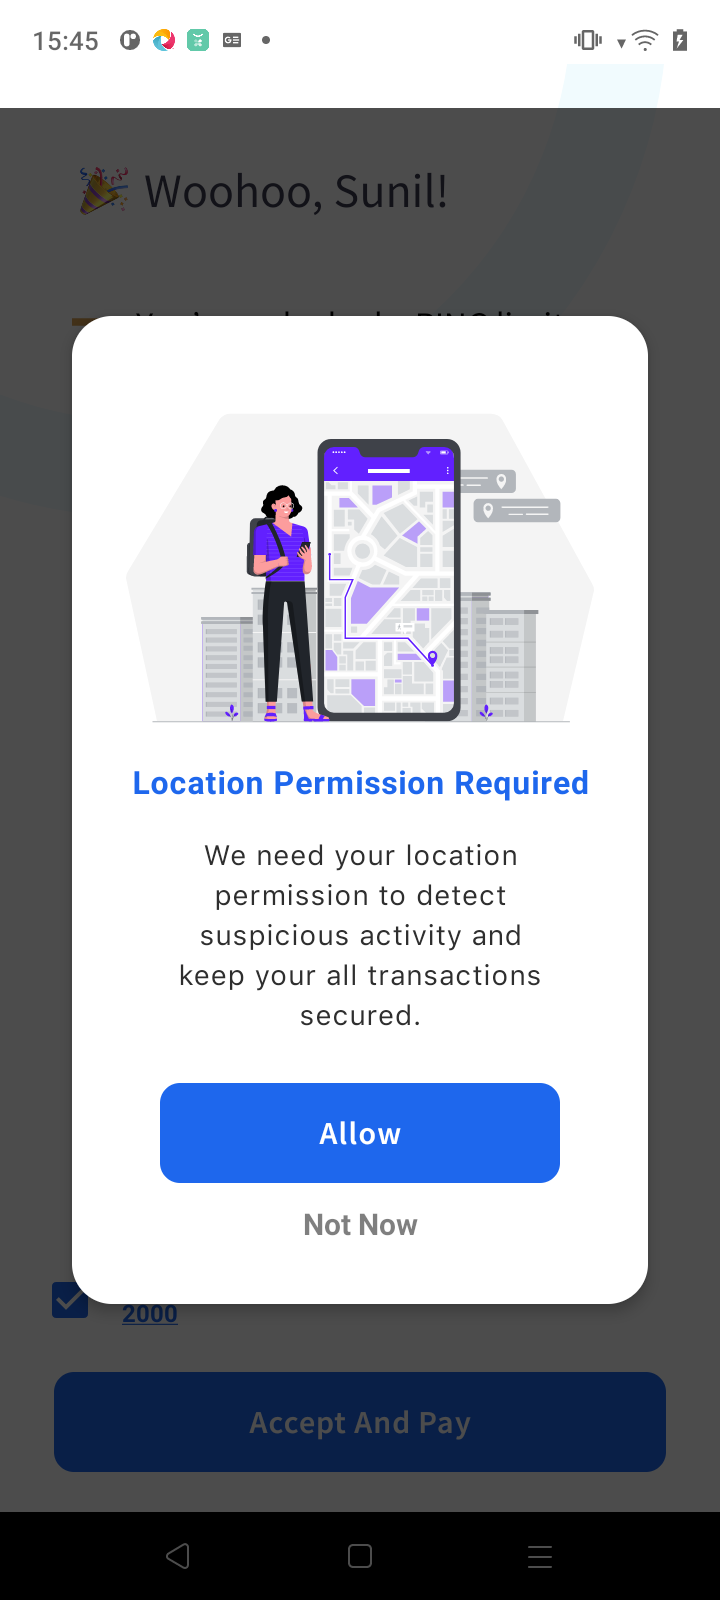 15:45
Woohoo, Sunil!
Location Permission Required
We need your location
permission to detect
suspicious activity and
keep your all transactions
secured.
Allow
Not Now
2000
Accept And Pay